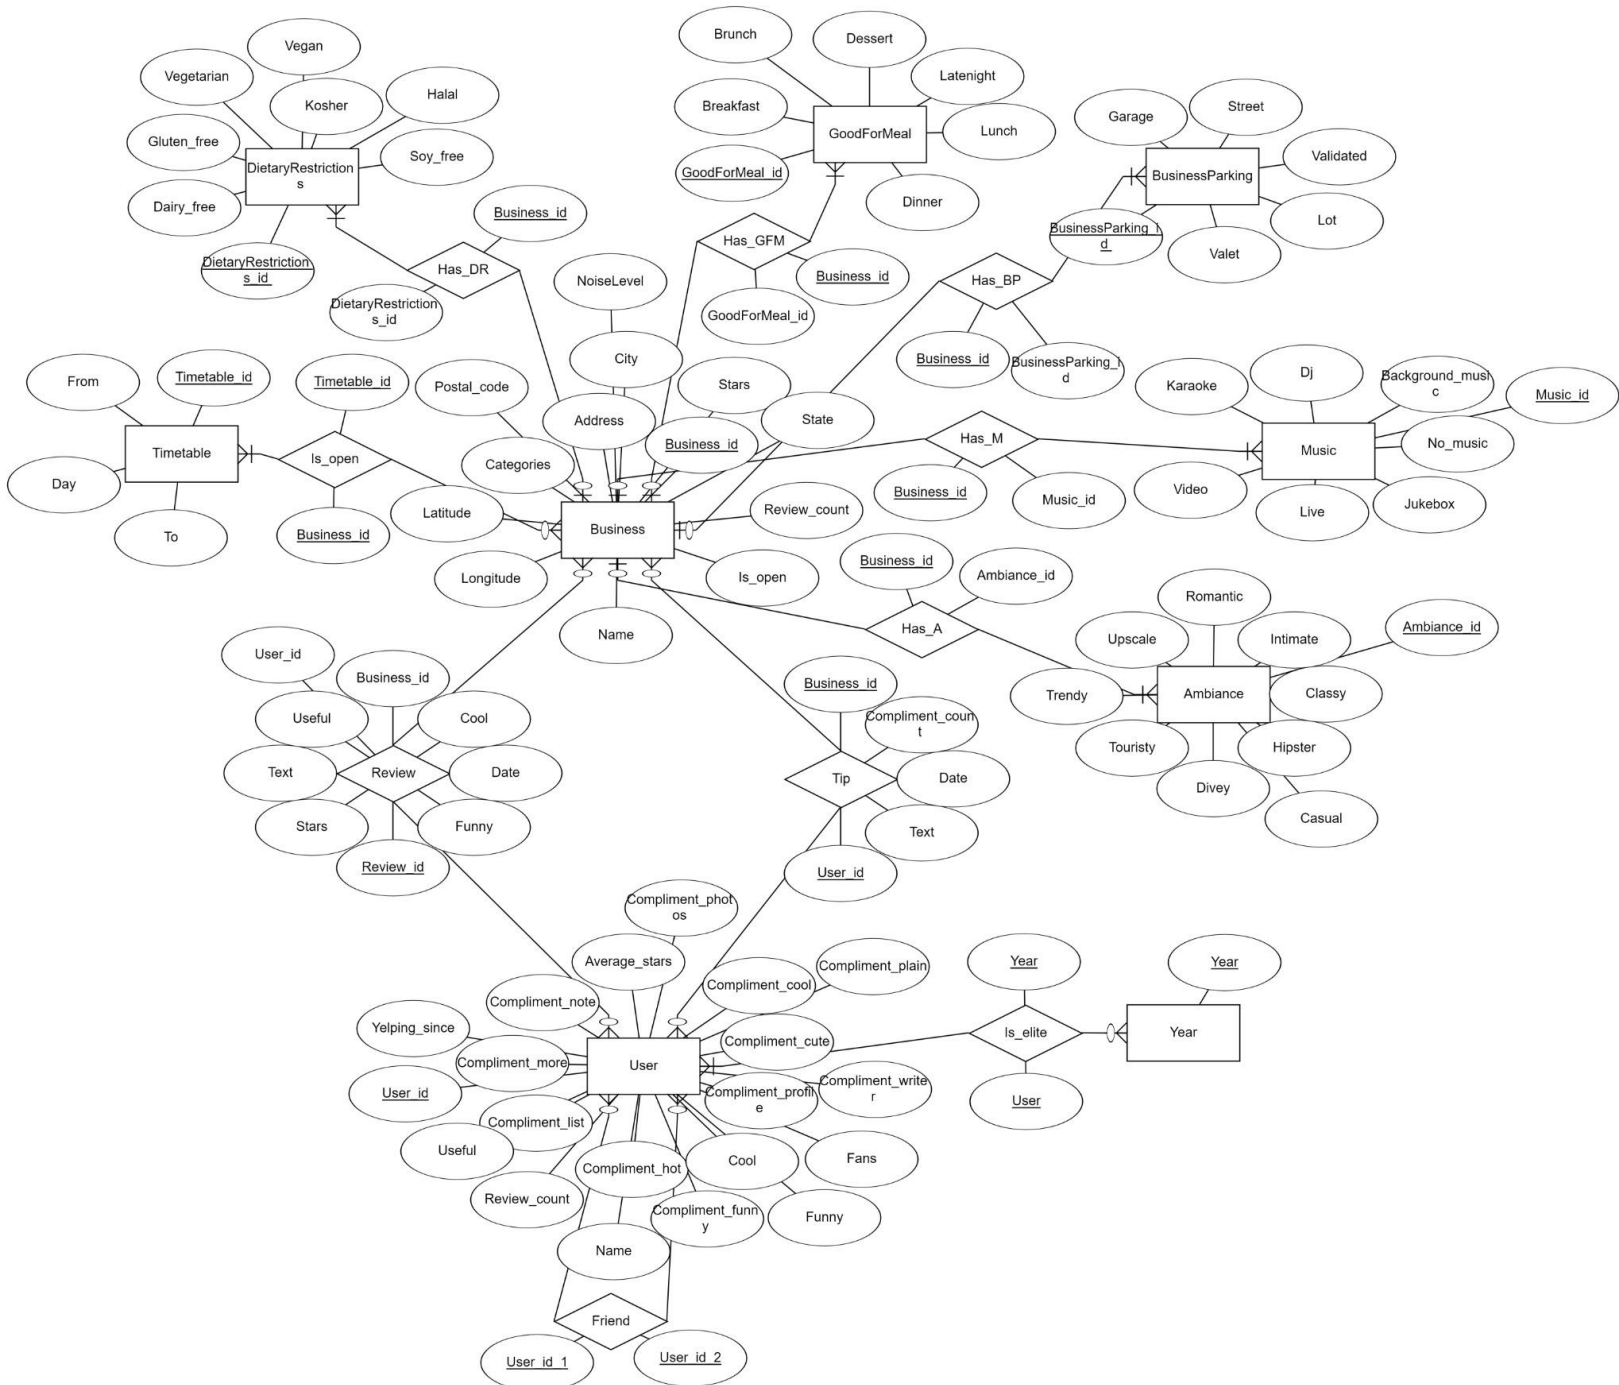 Vegan
Vegetarian
Kosher
Halal
Gluten_free
Soy_free
DietaryRestriction
s
Dairy_free
DietaryRestriction
s_id
Business_id
Has_DR
DietaryRestriction
s_id
Brunch
Dessert
Latenight
Breakfast
GoodForMeal
Lunch
GoodForMeal_id
Dinner
Has_GFM
Business_id
GoodForMeal_id
Garage
Street
Validated
BusinessParking
Lot
BusinessParking_i
d
Valet
Has_BP
Business_id
BusinessParking_i
d
NoiseLevel
City
Stars
Postal_code
Address
State
Business_id
Categories
Latitude
Business
Review_count
Longitude
Is_open
Name
From
Timetable_id
Timetable
Day
To
Timetable_id
Is_open
Business_id
Has_M
Business_id
Music_id
Karaoke
Dj
Background_musi
c
Music_id
Music
No_music
Video
Live
Jukebox
Business_id
Ambiance_id
Has_A
Romantic
Upscale
Intimate
Ambiance_id
Trendy
Ambiance
Classy
Touristy
Hipster
Divey
Casual
User_id
Business_id
Useful
Cool
Text
Review
Date
Stars
Funny
Review_id
Business_id
Compliment_coun
t
Tip
Date
Text
User_id
Compliment_phot
os
Average_stars
Compliment_plain
Compliment_cool
Compliment_note
Yelping_since
Compliment_cute
Compliment_more
User
User_id
Compliment_profil
e
Compliment_write
r
Compliment_list
Useful
Compliment_hot
Cool
Fans
Review_count
Compliment_funn
y
Funny
Name
Friend
User_id_1
User_id_2
Year
Is_elite
User
Year
Year